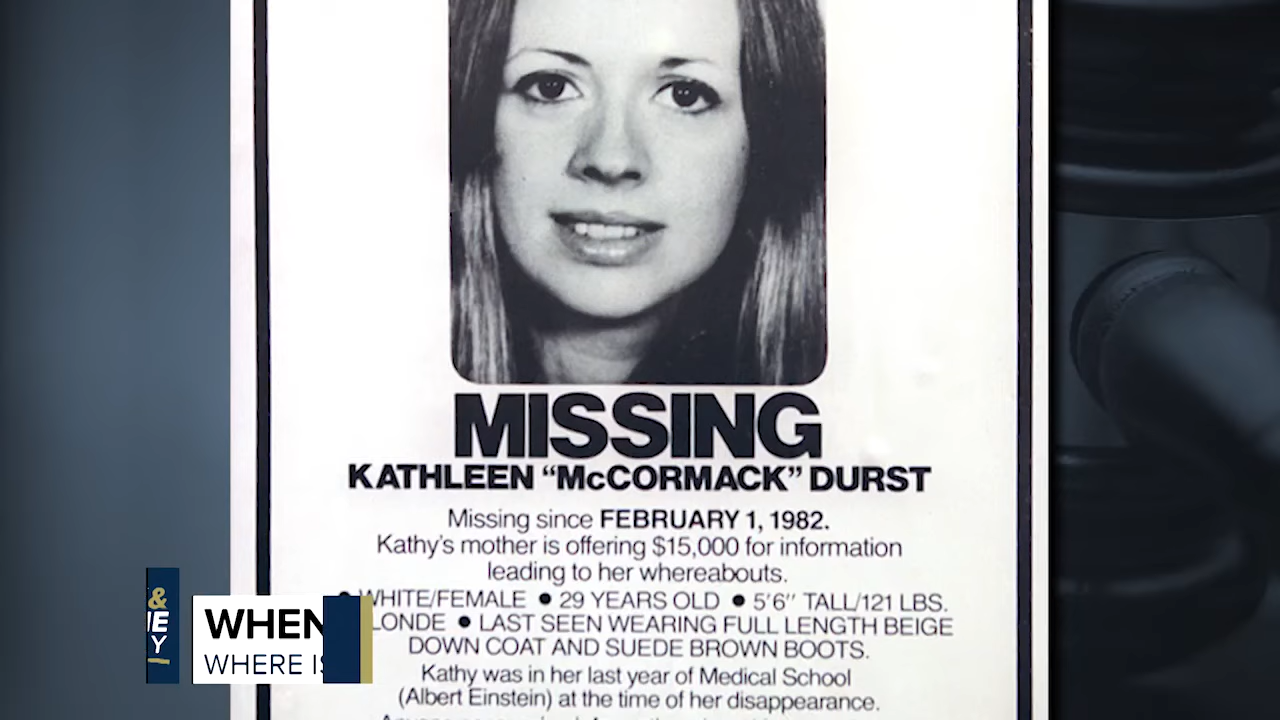 MISSING
KATHLEEN “McCORMACK” DURST
Missing since FEBRUARY 1, 1982.
Kathy’s mother is offering $15,000 for information
leading to her whereabouts.
● WHITE/FEMALE ● 29 YEARS OLD ● 5’6’’ TALL/121 LBS.
LONDE ● LAST SEEN WEARING FULL LENGTH BEIGE
DOWN COAT AND SUEDE BROWN BOOTS.
Kathy was in her last year of Medical School
(Albert Einstein) at the time of her disappearance.
&
IE
Y
WHEN
WHERE IS